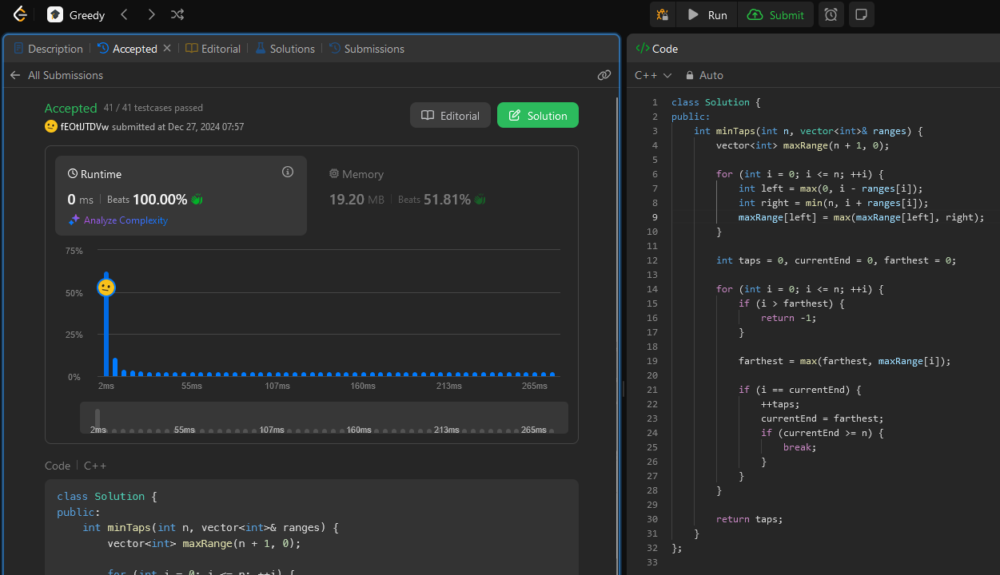 Greedy
Run
Submit
Description
Accepted
Editorial
Solutions
Submissions
All Submissions
Accepted 41 / 41 testcases passed
fEOtIJTDVw submitted at Dec 27, 2024 07:57
Editorial
Solution
Runtime
0 ms Beats 100.00%
Analyze Complexity
Memory
19.20 MB Beats 51.81%
75%
50%
25%
0%
2ms 55ms 107ms 160ms 213ms 265ms
2ms 55ms 107ms 160ms 213ms 265ms
Code C++
class Solution {
public:
    int minTaps(int n, vector<int>& ranges) {
        vector<int> maxRange(n + 1, 0);

        for (int i = 0; i <= n; ++i) {
</> Code
C++ Auto
1 class Solution {
2 public:
3     int minTaps(int n, vector<int>& ranges) {
4         vector<int> maxRange(n + 1, 0);
5
6         for (int i = 0; i <= n; ++i) {
7             int left = max(0, i - ranges[i]);
8             int right = min(n, i + ranges[i]);
9             maxRange[left] = max(maxRange[left], right);
10         }
11
12         int taps = 0, currentEnd = 0, farthest = 0;
13
14         for (int i = 0; i <= n; ++i) {
15             if (i > farthest) {
16                 return -1;
17             }
18
19             farthest = max(farthest, maxRange[i]);
20
21             if (i == currentEnd) {
22                 ++taps;
23                 currentEnd = farthest;
24                 if (currentEnd >= n) {
25                     break;
26                 }
27             }
28         }
29
30         return taps;
31     }
32 };
33